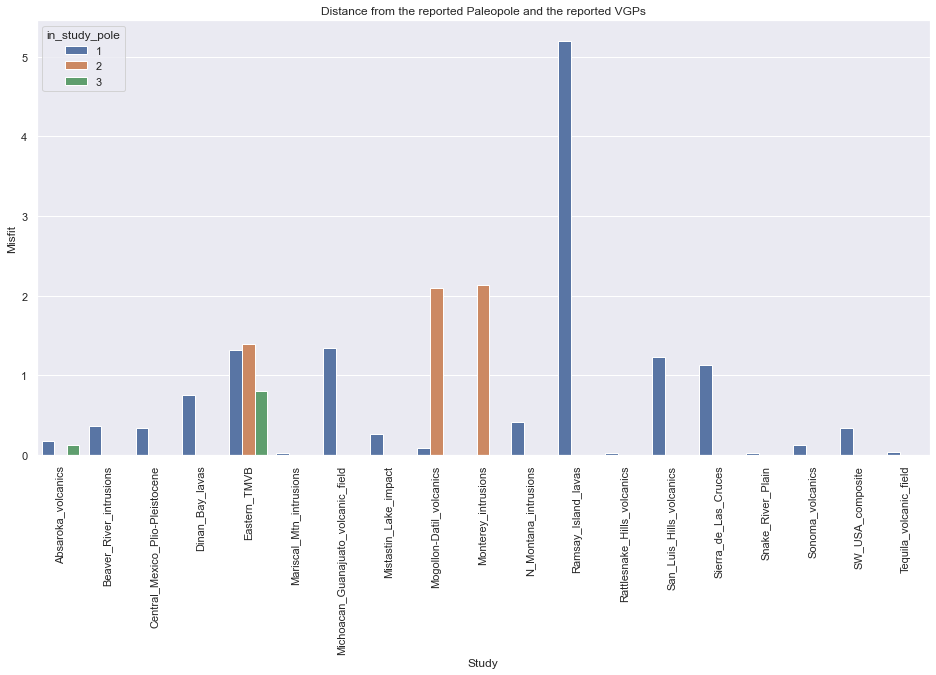 Distance from the reported Paleopole and the reported VGPs
in_study_pole
1
2
3
5
4
3
2
1
0
Misfit
Absaroka_volcanics
Beaver_River_intrusions
Central_Mexico_Plio-Pleistocene
Dinan_Bay_lavas
Eastern_TMVB
Mariscal_Mtn_intrusions
Michoacan_Guanajuato_volcanic_field
Mistastin_Lake_impact
Mogollon-Datil_volcanics
Monterey_intrusions
N_Montana_intrusions
Ramsay_Island_lavas
Rattlesnake_Hills_volcanics
San_Luis_Hills_volcanics
Sierra_de_Las_Cruces
Snake_River_Plain
Sonoma_volcanics
SW_USA_composite
Tequila_volcanic_field
Study